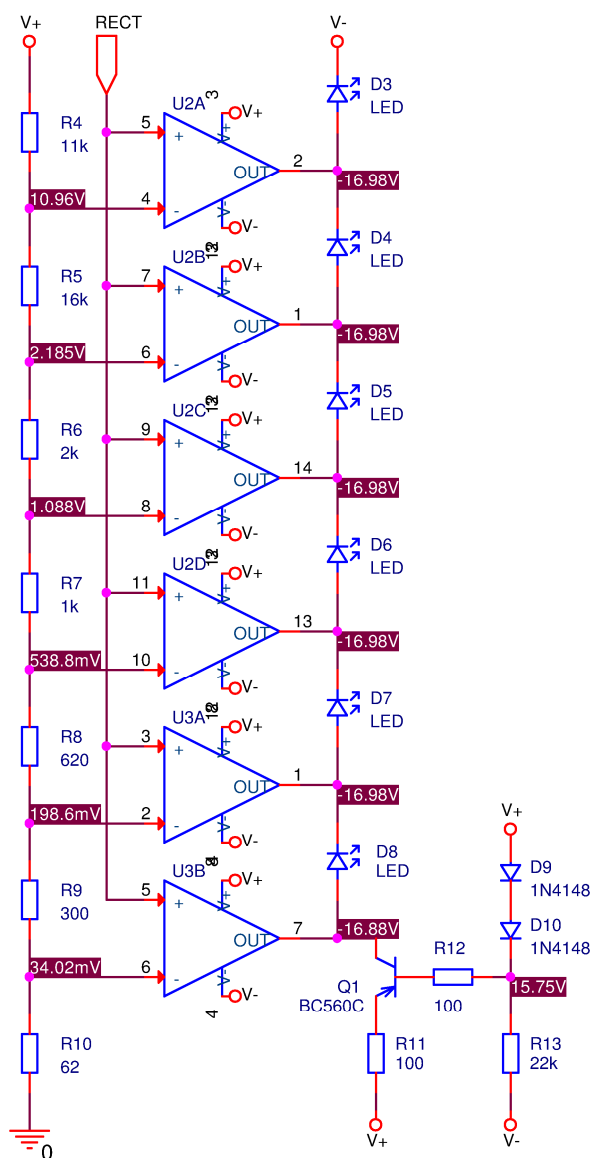 V+
RECT
V-
D3
LED
U2A
3
V+
5
+
V+
R4
11k
OUT
2
-16.98V
10.96V
4
-
V-
V-
12
D4
LED
U2B
V+
7
+
V+
R5
16k
OUT
1
-16.98V
2.185V
6
-
V-
V-
12
D5
LED
U2C
V+
9
+
V+
R6
2k
OUT
14
-16.98V
1.088V
8
-
V-
V-
12
D6
LED
U2D
V+
11
+
V+
R7
1k
OUT
13
-16.98V
538.8mV
10
-
V-
V-
D7
LED
U3A
V+
3
+
V+
R8
620
OUT
1
-16.98V
198.6mV
2
-
V-
V-
D8
LED
U3B
V+
5
+
V+
R9
300
OUT
7
-16.88V
34.02mV
6
-
V-
V-
4
V+
D9
1N4148
D10
1N4148
R12
100
15.75V
Q1
BC560C
R10
62
R11
100
R13
22k
0
V+
V-